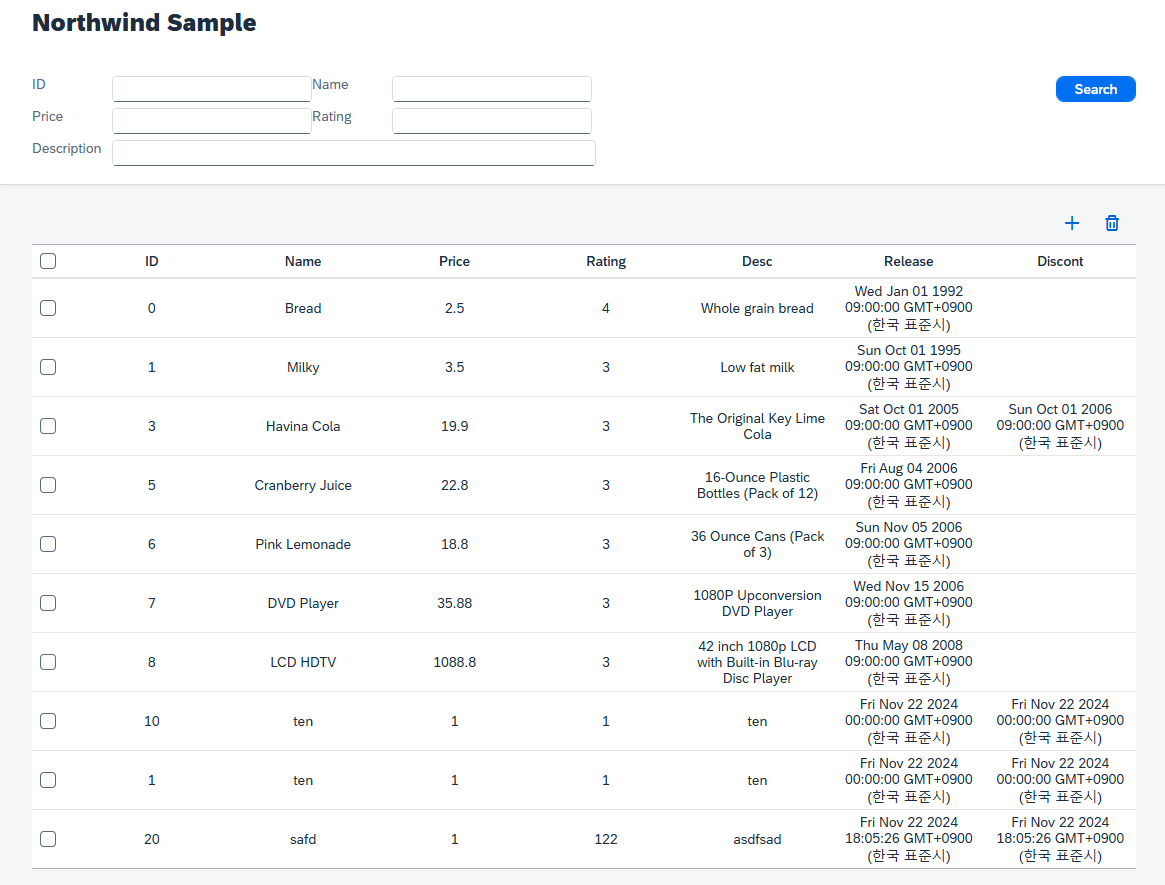 Northwind Sample
ID Name Search
Price Rating
Description
ID Name Price Rating Desc Release Discont
0 Bread 2.5 4 Whole grain bread Wed Jan 01 1992
09:00:00 GMT+0900
(한국 표준시)
1 Milky 3.5 3 Low fat milk Sun Oct 01 1995
09:00:00 GMT+0900
(한국 표준시)
3 Havina Cola 19.9 3 The Original Key Lime
Cola
Sat Oct 01 2005
09:00:00 GMT+0900
(한국 표준시)
Sun Oct 01 2006
09:00:00 GMT+0900
(한국 표준시)
5 Cranberry Juice 22.8 3 16-Ounce Plastic
Bottles (Pack of 12)
Fri Aug 04 2006
09:00:00 GMT+0900
(한국 표준시)
6 Pink Lemonade 18.8 3 36 Ounce Cans (Pack
of 3)
Sun Nov 05 2006
09:00:00 GMT+0900
(한국 표준시)
7 DVD Player 35.88 3 1080P Upconversion
DVD Player
Wed Nov 15 2006
09:00:00 GMT+0900
(한국 표준시)
8 LCD HDTV 1088.8 3 42 inch 1080p LCD
with Built-in Blu-ray
Disc Player
Thu May 08 2008
09:00:00 GMT+0900
(한국 표준시)
10 ten 1 1 ten Fri Nov 22 2024
00:00:00 GMT+0900
(한국 표준시)
Fri Nov 22 2024
00:00:00 GMT+0900
(한국 표준시)
1 ten 1 1 ten Fri Nov 22 2024
00:00:00 GMT+0900
(한국 표준시)
Fri Nov 22 2024
00:00:00 GMT+0900
(한국 표준시)
20 safd 1 122 asdfsad Fri Nov 22 2024
18:05:26 GMT+0900
(한국 표준시)
Fri Nov 22 2024
18:05:26 GMT+0900
(한국 표준시)